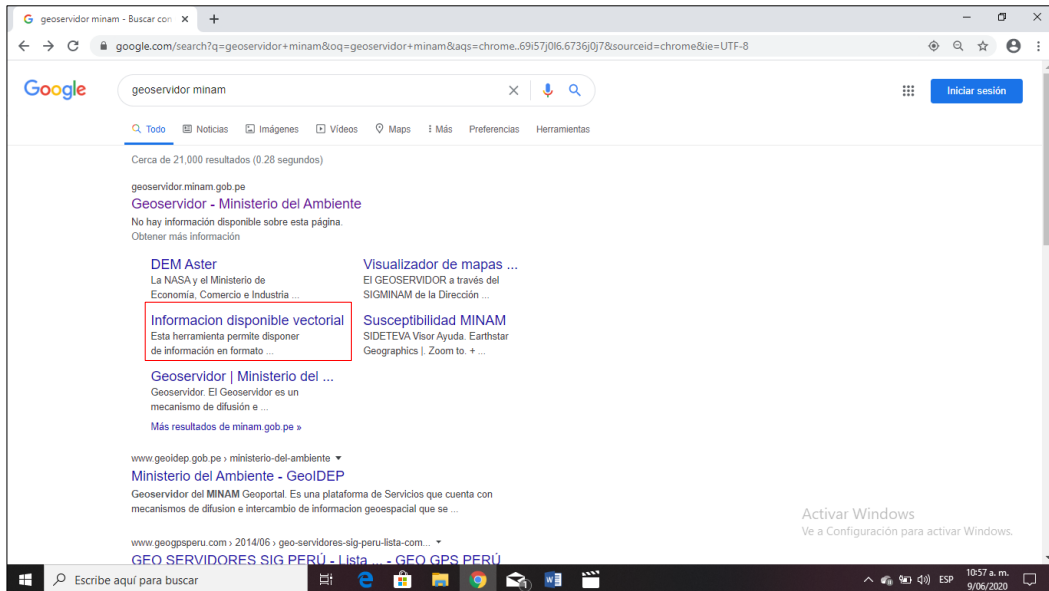 geoservidor minam - Buscar con
google.com/search?q=geoservidor+minam&oq=geoservidor+minam&aqs=chrome..69i57j0l6.6736j0j7&sourceid=chrome&ie=UTF-8
Google
geoservidor minam
Iniciar sesión
Todo Noticias Imágenes Vídeos Maps Más Preferencias Herramientas
Cerca de 21,000 resultados (0.28 segundos)
geoservidor.minam.gob.pe
Geoservidor - Ministerio del Ambiente
No hay información disponible sobre esta página.
Obtener más información
DEM Aster
La NASA y el Ministerio de
Economía, Comercio e Industria ...
Visualizador de mapas ...
El GEOSERVIDOR a través del
SIGMINAM de la Dirección ...
Informacion disponible vectorial
Esta herramienta permite disponer
de información en formato ...
Susceptibilidad MINAM
SIDETEVA Visor Ayuda. Earthstar
Geographics |. Zoom to. + ...
Geoservidor | Ministerio del ...
Geoservidor. El Geoservidor es un
mecanismo de difusión e ...
Más resultados de minam.gob.pe »
www.geoidep.gob.pe › ministerio-del-ambiente
Ministerio del Ambiente - GeoIDEP
Geoservidor del MINAM Geoportal. Es una plataforma de Servicios que cuenta con
mecanismos de difusion e intercambio de informacion geoespacial que se ...
www.geogpsperu.com › 2014/06 › geo-servidores-sig-peru-lista-com...
GEO SERVIDORES SIG PERÚ - Lista ... - GEO GPS PERÚ
Activar Windows
Ve a Configuración para activar Windows.
Escribe aquí para buscar
ESP
10:57 a. m.
9/06/2020